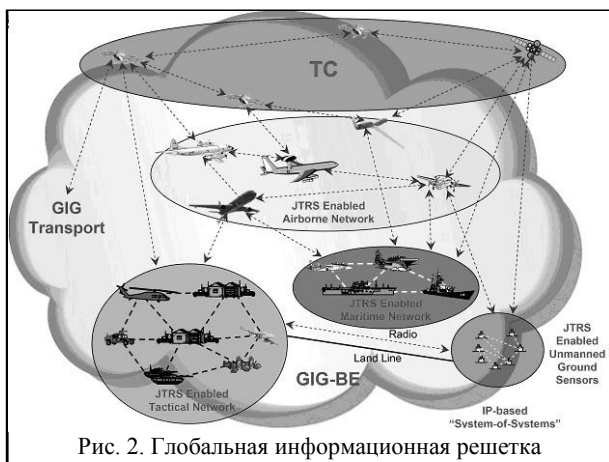 TC
GIG
Transport
JTRS Enabled
Airborne Network
JTRS Enabled
Maritime Network
Radio
Land Line
JTRS
Enabled
Unmanned
Ground
Sensors
JTRS Enabled
Tactical Network
GIG-BE
IP-based
"System-of-Systems"
Рис. 2. Глобальная информационная решетка